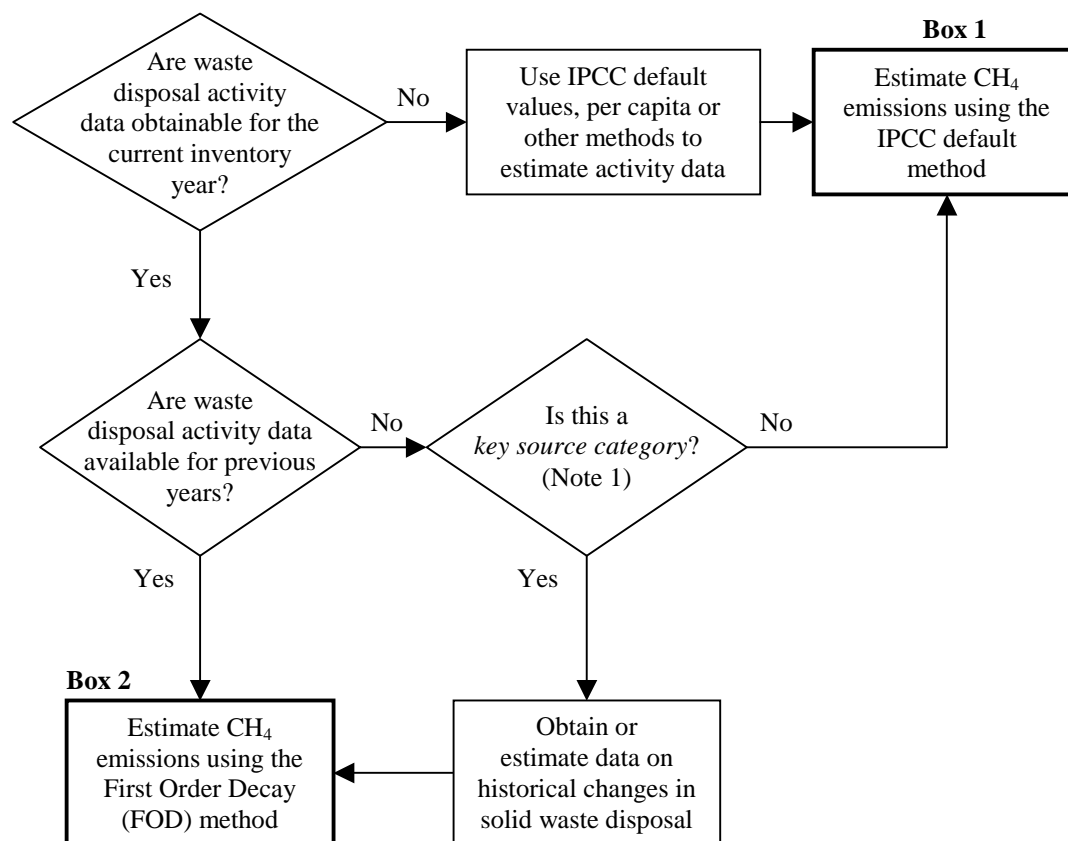 Box 1
Are waste
disposal activity
data obtainable for the
current inventory
year?
No
Use IPCC default
values, per capita or
other methods to
estimate activity data
Estimate CH₄
emissions using the
IPCC default
method
Yes
Are waste
disposal activity data
available for previous
years?
No
Is this a
key source category?
(Note 1)
No
Yes
Yes
Box 2
Estimate CH₄
emissions using the
First Order Decay
(FOD) method
Obtain or
estimate data on
historical changes in
solid waste disposal